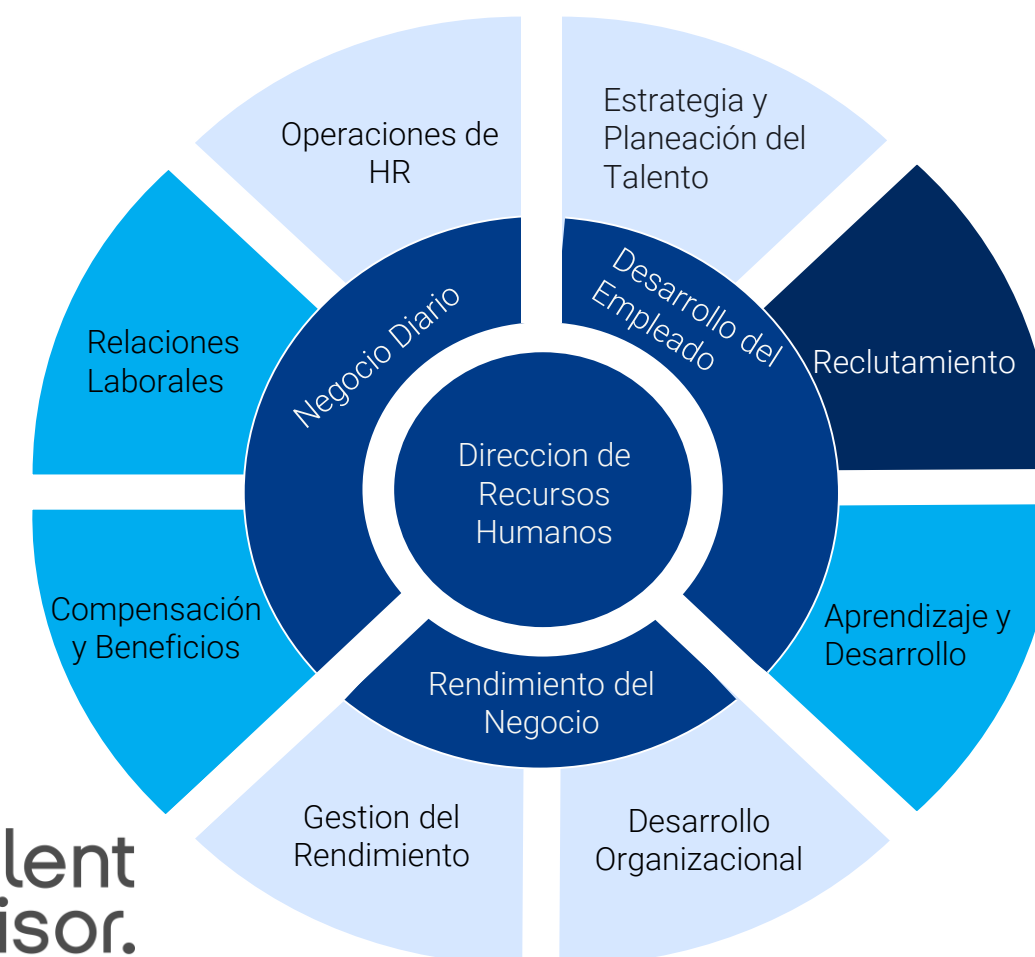 Operaciones de
HR
Estrategia y
Planeación del
Talento
Relaciones
Laborales
Negocio Diario
Desarrollo del
Empleado
Reclutamiento
Direccion de
Recursos
Humanos
Compensación
y Beneficios
Aprendizaje y
Desarrollo
Rendimiento del
Negocio
Gestion del
Rendimiento
Desarrollo
Organizacional
lent
isor.